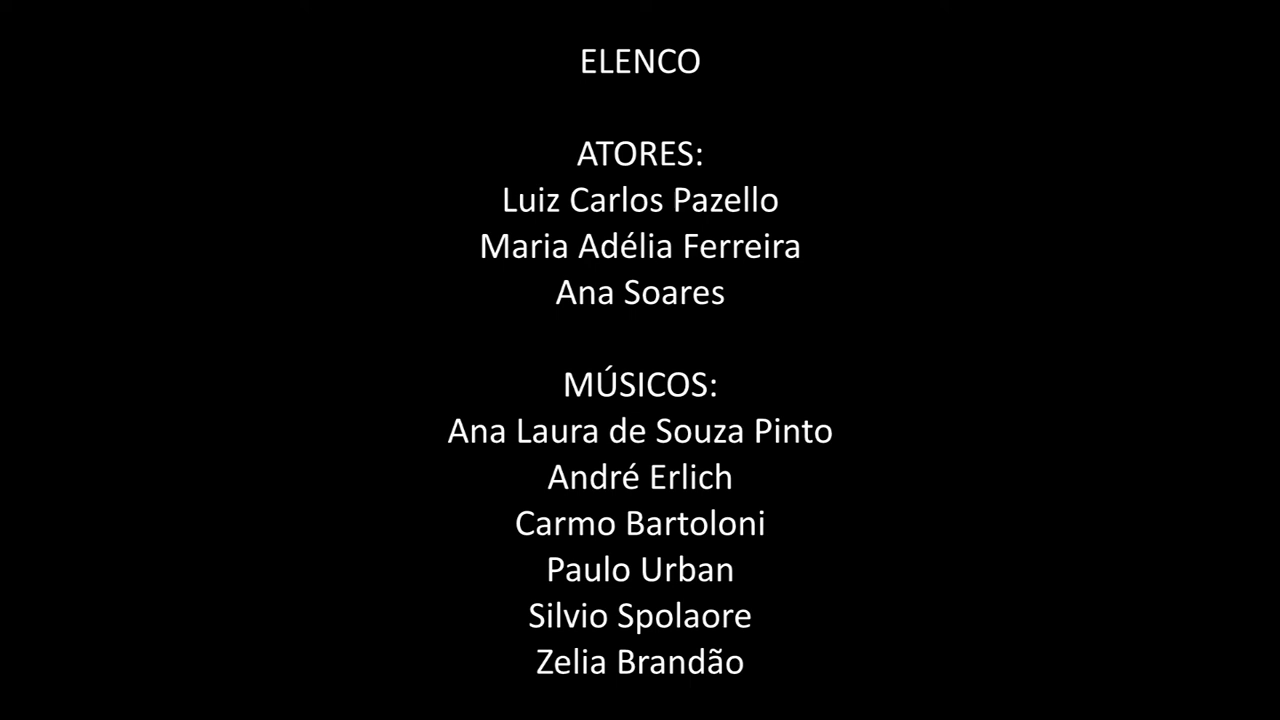 ELENCO
ATORES:
Luiz Carlos Pazello
Maria Adélia Ferreira
Ana Soares
MÚSICOS:
Ana Laura de Souza Pinto
André Erlich
Carmo Bartoloni
Paulo Urban
Silvio Spolaore
Zelia Brandão